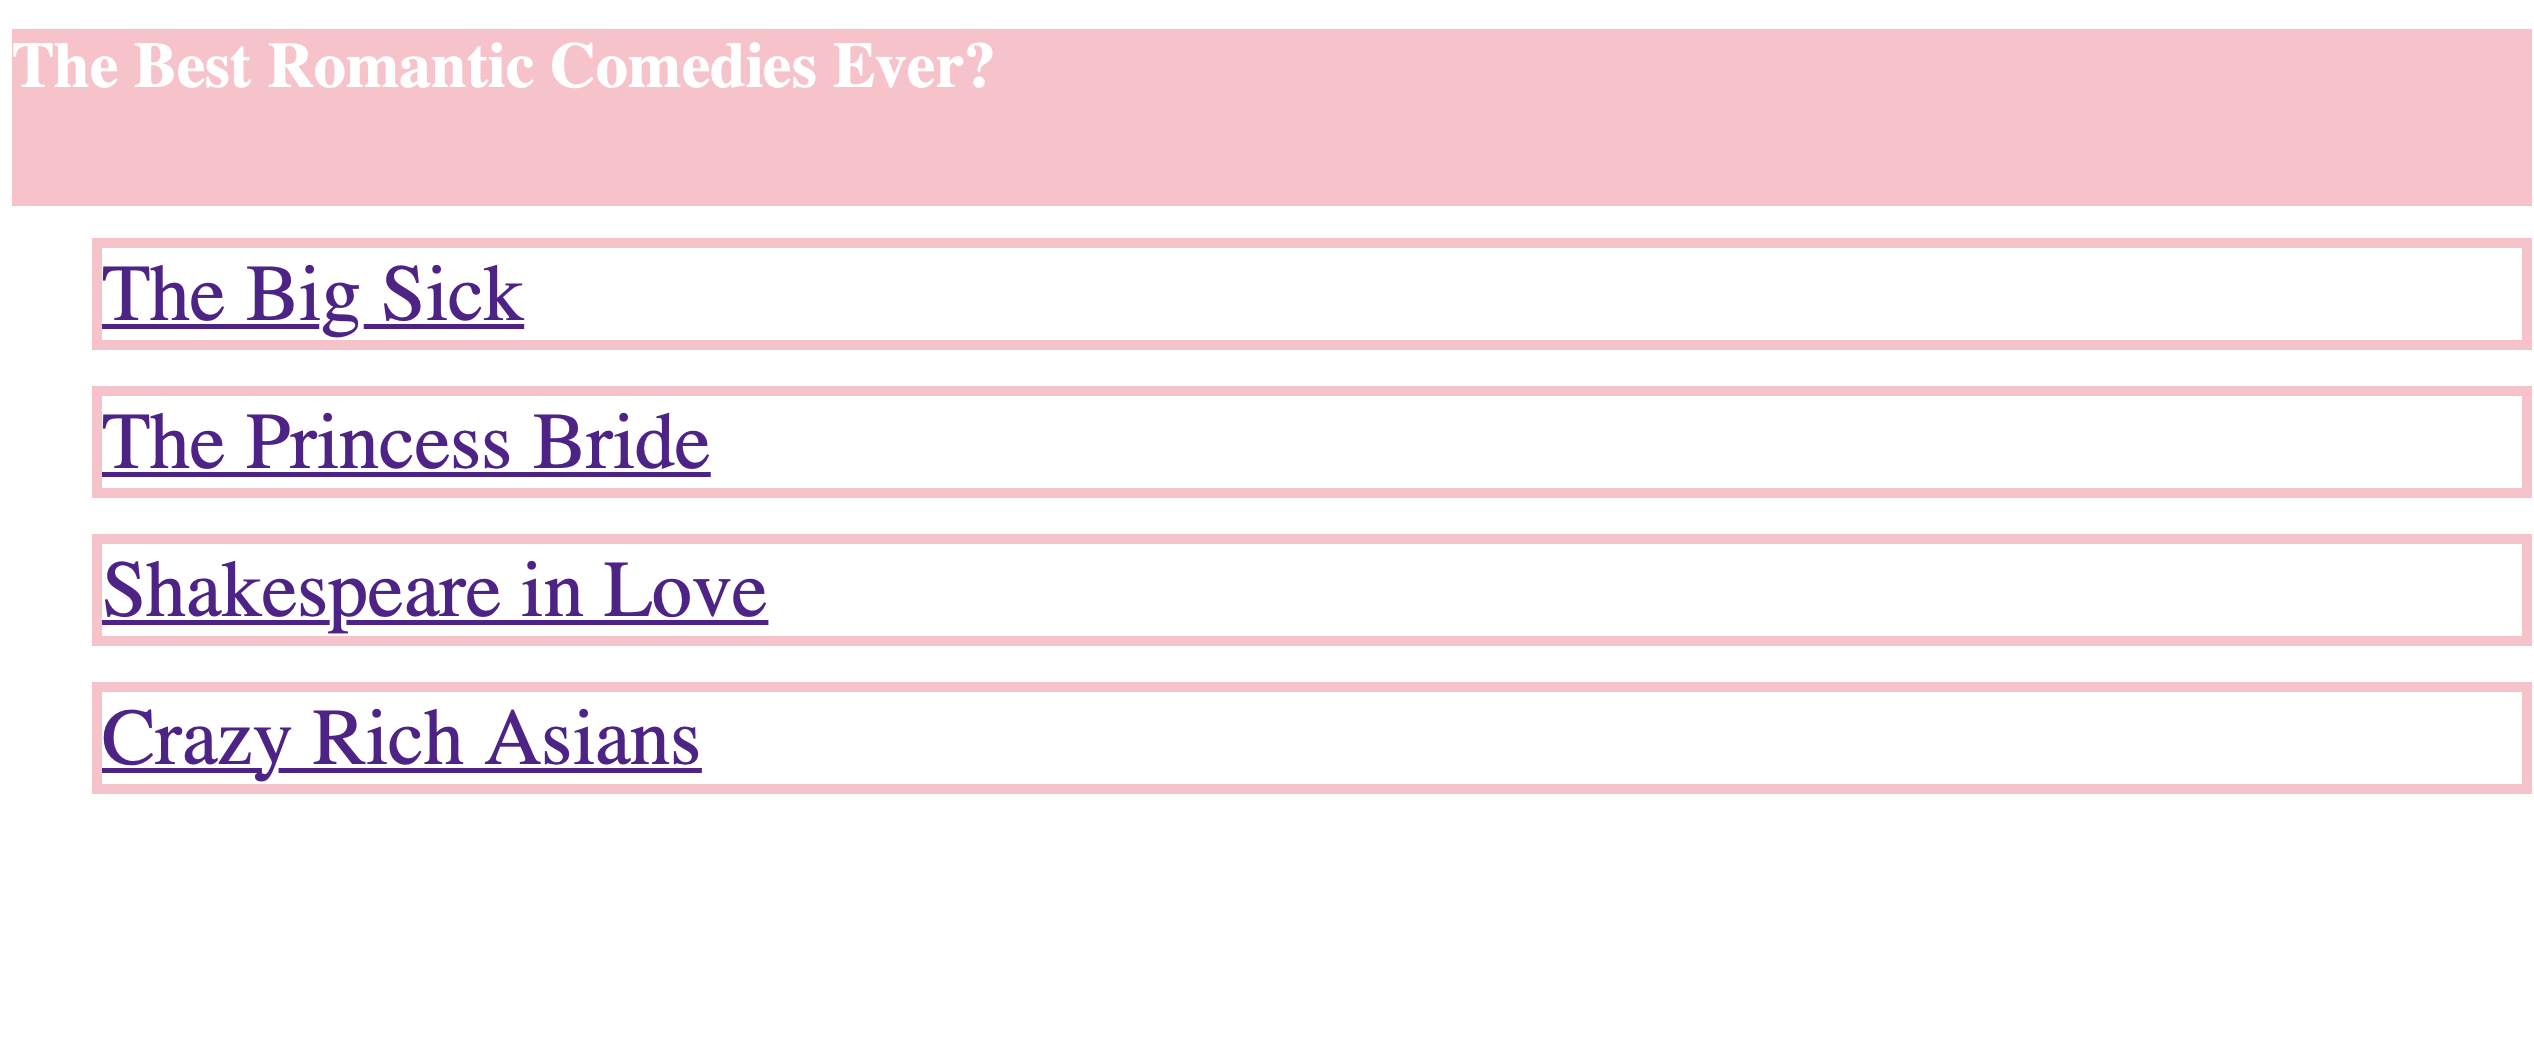 The Best Romantic Comedies Ever?
The Big Sick
The Princess Bride
Shakespeare in Love
Crazy Rich Asians